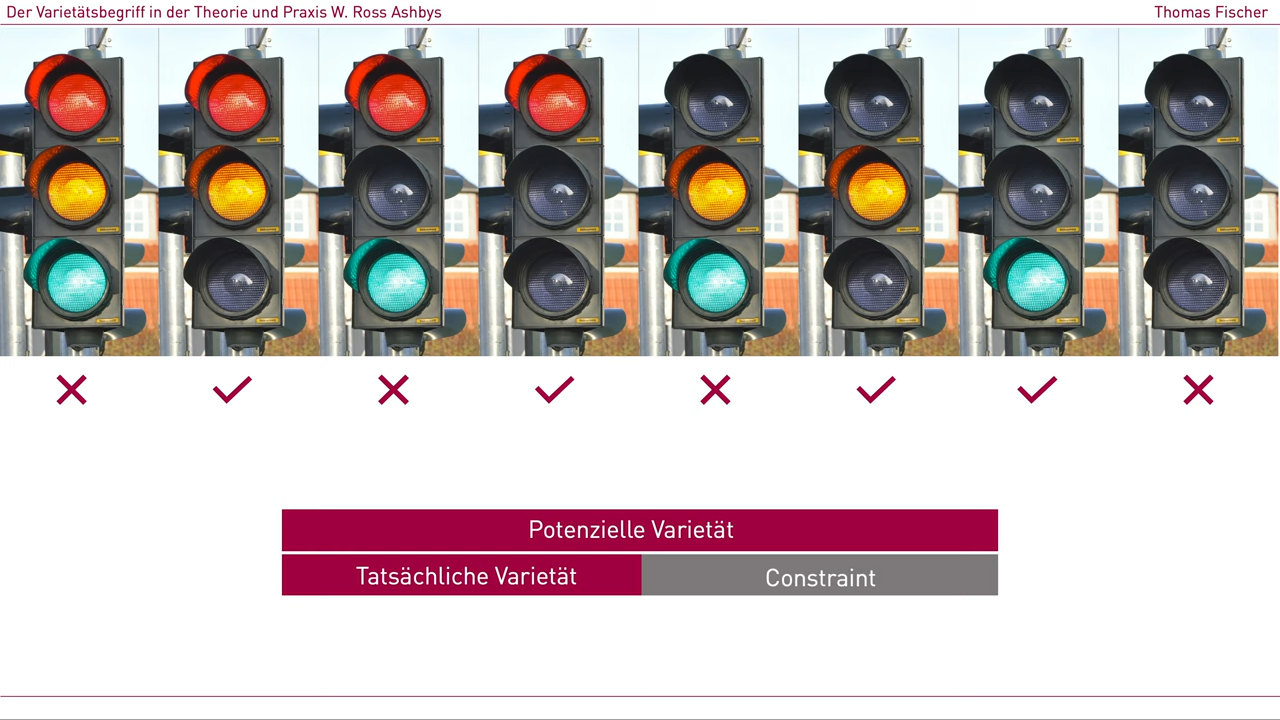 Der Varietätsbegriff in der Theorie und Praxis W. Ross Ashbys
Thomas Fischer
Potenzielle Varietät
Tatsächliche Varietät
Constraint